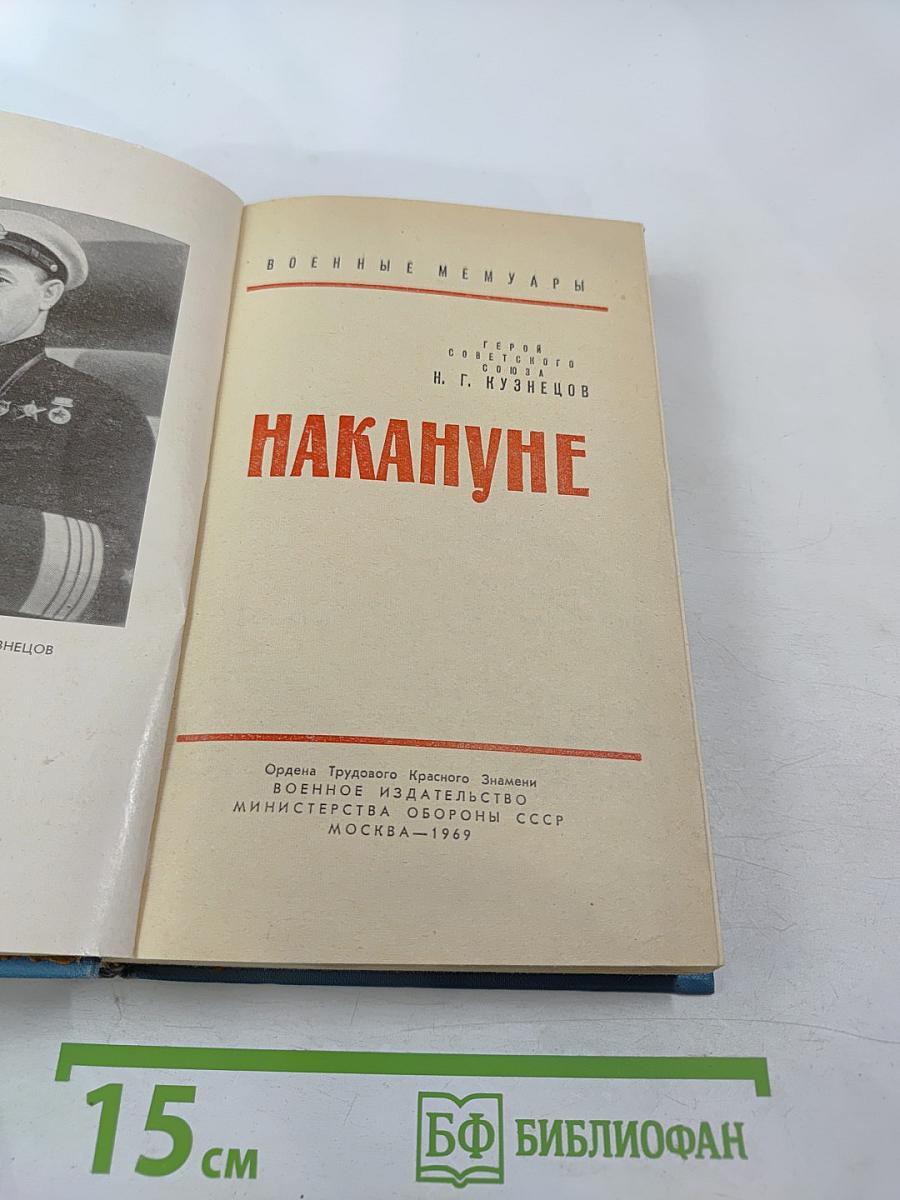 ВОЕННЫЕ МЕМУАРЫ
ГЕРОЙ
СОВЕТСКОГО
СОЮЗА
Н. Г. КУЗНЕЦОВ
НАКАНУНЕ
ЗНЕЦОВ
Ордена Трудового Красного Знамени
ВОЕННОЕ ИЗДАТЕЛЬСТВО
МИНИСТЕРСТВА ОБОРОНЫ СССР
МОСКВА—1969
15 см
БФ БИБЛИОФАН